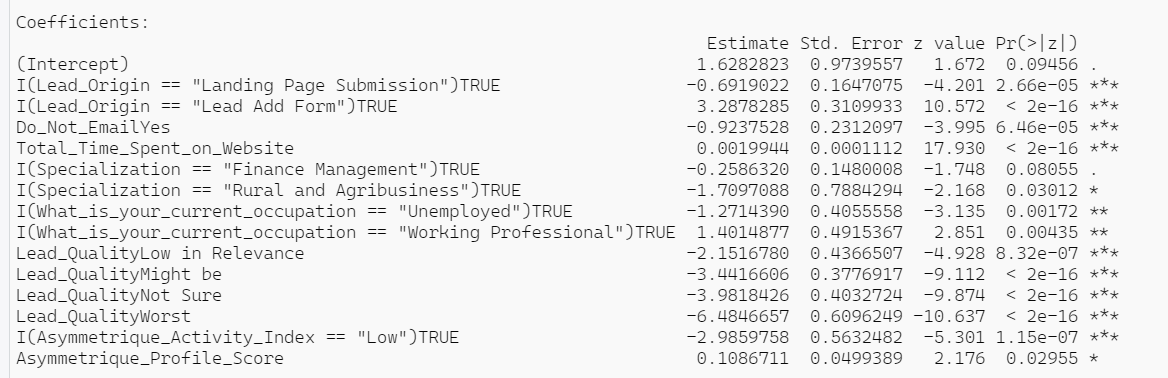 Coefficients:
Estimate Std. Error z value Pr(>|z|)
(Intercept) 1.6282823 0.9739557 1.672 0.09456 .
I(Lead_Origin == "Landing Page Submission")TRUE -0.6919022 0.1647075 -4.201 2.66e-05 ***
I(Lead_Origin == "Lead Add Form")TRUE 3.2878285 0.3109933 10.572 < 2e-16 ***
Do_Not_EmailYes -0.9237528 0.2312097 -3.995 6.46e-05 ***
Total_Time_Spent_on_Website 0.0019944 0.0001112 17.930 < 2e-16 ***
I(Specialization == "Finance Management")TRUE -0.2586320 0.1480008 -1.748 0.08055 .
I(Specialization == "Rural and Agribusiness")TRUE -1.7097088 0.7884294 -2.168 0.03012 *
I(What_is_your_current_occupation == "Unemployed")TRUE -1.2714390 0.4055558 -3.135 0.00172 **
I(What_is_your_current_occupation == "Working Professional")TRUE 1.4014877 0.4915367 2.851 0.00435 **
Lead_QualityLow in Relevance -2.1516780 0.4366507 -4.928 8.32e-07 ***
Lead_QualityMight be -3.4416606 0.3776917 -9.112 < 2e-16 ***
Lead_QualityNot Sure -3.9818426 0.4032724 -9.874 < 2e-16 ***
Lead_QualityWorst -6.4846657 0.6096249 -10.637 < 2e-16 ***
I(Asymmetrique_Activity_Index == "Low")TRUE -2.9859758 0.5632482 -5.301 1.15e-07 ***
Asymmetrique_Profile_Score 0.1086711 0.0499389 2.176 0.02955 *